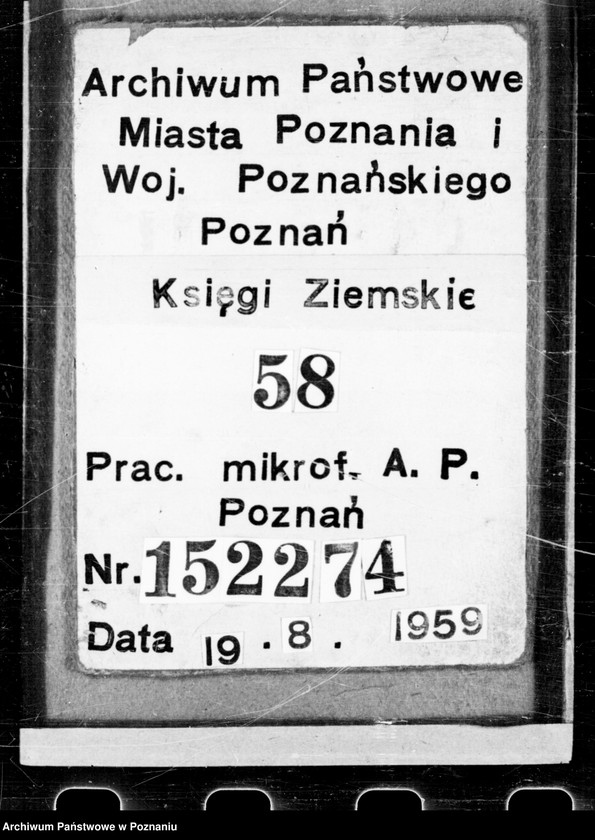 Archiwum Państwowe
Miasta Poznania i
Woj. Poznańskiego
Poznań
Księgi Ziemskie
58
Prac. mikrof. A. P.
Poznań
Nr. 152274
Data 19. 8. 1959
Archiwum Państwowe w Poznaniu